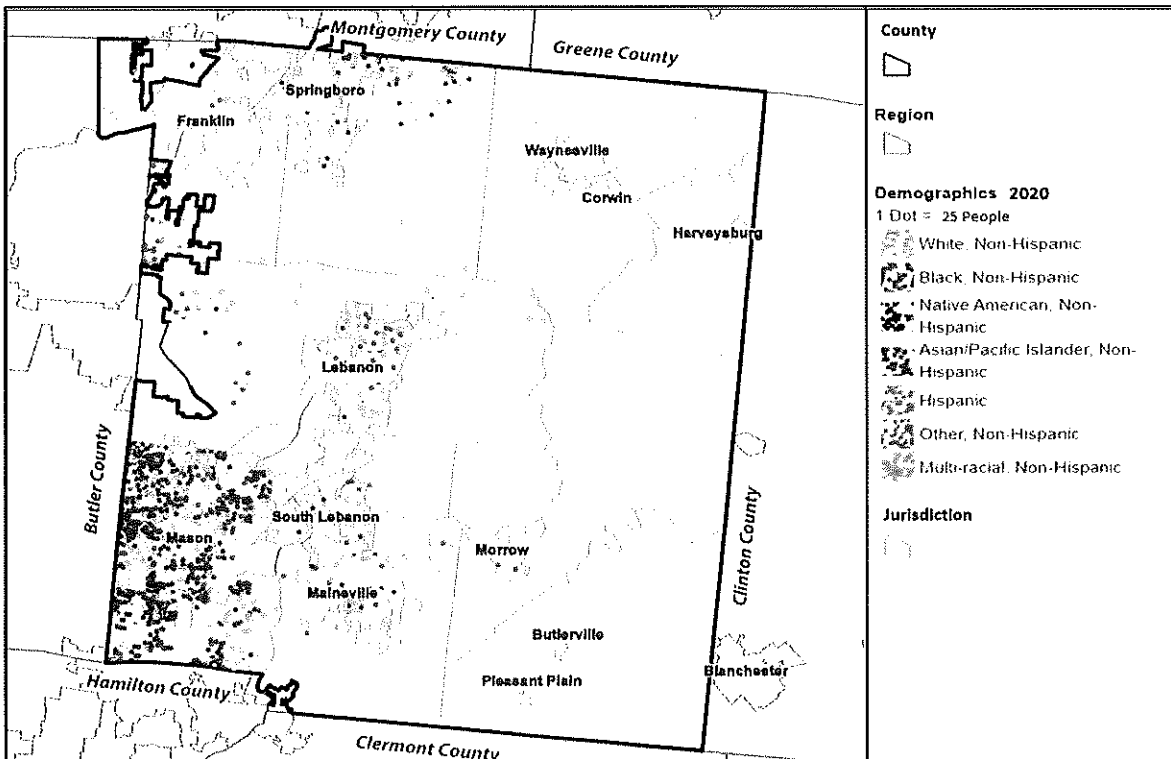 Montgomery County
Greene County
Springboro
Franklin
Waynesville
Corwin
Harveysburg
Lebanon
Butler County
South Lebanon
Mason
Morrow
Maineville
Clinton County
Butlerville
Blanchester
Pleasant Plain
Hamilton County
Clermont County
County
Region
Demographics 2020
1 Dot = 25 People
White, Non-Hispanic
Black, Non-Hispanic
Native American, Non-
Hispanic
Asian/Pacific Islander, Non-
Hispanic
Hispanic
Other, Non-Hispanic
Multi-racial, Non-Hispanic
Jurisdiction